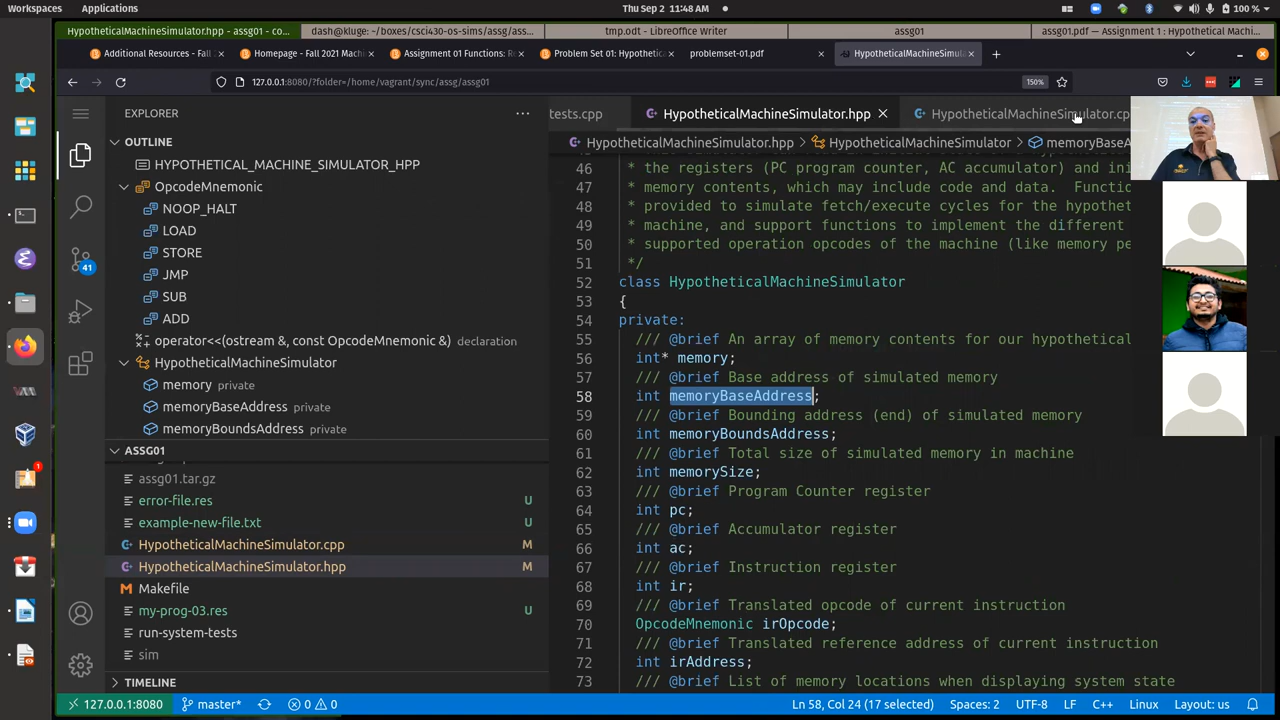 Workspaces Applications Thu Sep 2 11:48 AM 100 %
HypotheticalMachineSimulator.hpp - assg01 - co... dash@kluge: ~/boxes/csci430-os-sims/assg/ass... tmp.odt - LibreOffice Writer assg01 assg01.pdf — Assignment 1 : Hypothetical Machi...
Additional Resources - Fall Homepage - Fall 2021 Machi Assignment 01 Functions: Re Problem Set 01: Hypothetic problemset-01.pdf HypotheticalMachineSimula
127.0.0.1:8080/?folder=/home/vagrant/sync/assg/assg01 150%
EXPLORER
tests.cpp HypotheticalMachineSimulator.hpp HypotheticalMachineSimulator.cp
HypotheticalMachineSimulator.hpp > HypotheticalMachineSimulator > memoryBaseA
OUTLINE
HYPOTHETICAL_MACHINE_SIMULATOR_HPP
OpcodeMnemonic
NOOP_HALT
LOAD
STORE
JMP
SUB
ADD
operator<<(ostream &, const OpcodeMnemonic &) declaration
HypotheticalMachineSimulator
memory private
memoryBaseAddress private
memoryBoundsAddress private
41
ASSG01
assg01.tar.gz
error-file.res U
example-new-file.txt U
HypotheticalMachineSimulator.cpp M
HypotheticalMachineSimulator.hpp M
Makefile
my-prog-03.res U
run-system-tests
sim
TIMELINE
46 * the registers (PC program counter, AC accumulator) and ini
47 * memory contents, which may include code and data. Functio
48 * provided to simulate fetch/execute cycles for the hypothet
49 * machine, and support functions to implement the different
50 * supported operation opcodes of the machine (like memory pe
51 */
52 class HypotheticalMachineSimulator
53 {
54 private:
55 /// @brief An array of memory contents for our hypothetical
56 int* memory;
57 /// @brief Base address of simulated memory
58 int memoryBaseAddress;
59 /// @brief Bounding address (end) of simulated memory
60 int memoryBoundsAddress;
61 /// @brief Total size of simulated memory in machine
62 int memorySize;
63 /// @brief Program Counter register
64 int pc;
65 /// @brief Accumulator register
66 int ac;
67 /// @brief Instruction register
68 int ir;
69 /// @brief Translated opcode of current instruction
70 OpcodeMnemonic irOpcode;
71 /// @brief Translated reference address of current instruction
72 int irAddress;
73 /// @brief List of memory locations when displaying system state
127.0.0.1:8080 master* 0 0 Ln 58, Col 24 (17 selected) Spaces: 2 UTF-8 LF C++ Linux Layout: us